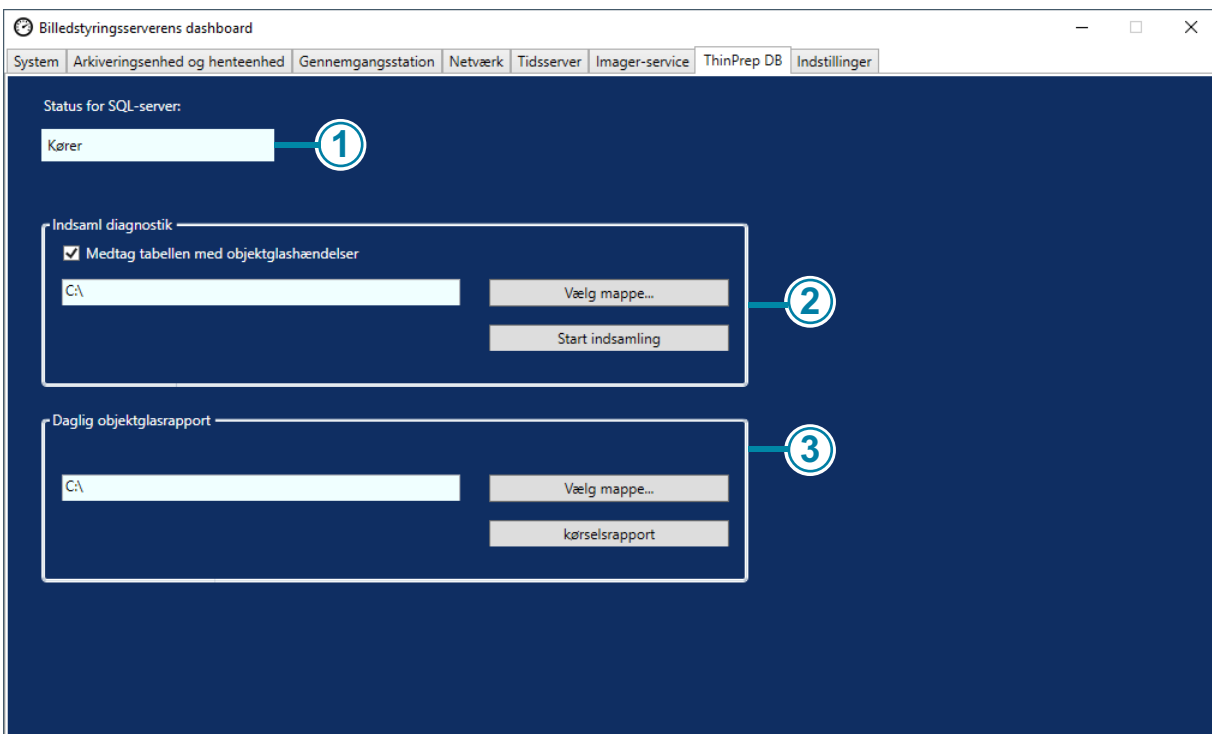 Billedstyringsserverens dashboard
System Arkiveringsenhed og henteenhed Gennemgangsstation Netværk Tidsserver Imager-service ThinPrep DB Indstillinger
Status for SQL-server:
Kører
1
Indsaml diagnostik
Medtag tabellen med objektglashændelser
C:\ Vælg mappe...
2
Start indsamling
Daglig objektglasrapport
3
C:\ Vælg mappe...
kørselsrapport